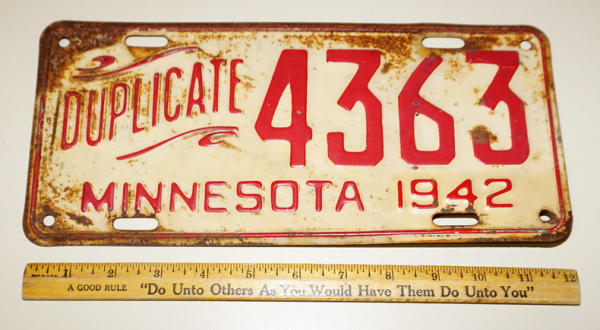 DUPLICATE 4363
MINNESOTA 1942
1 2 3 4 5 6 7 8 9 10 11 12
A GOOD RULE "Do Unto Others As You Would Have Them Do Unto You"